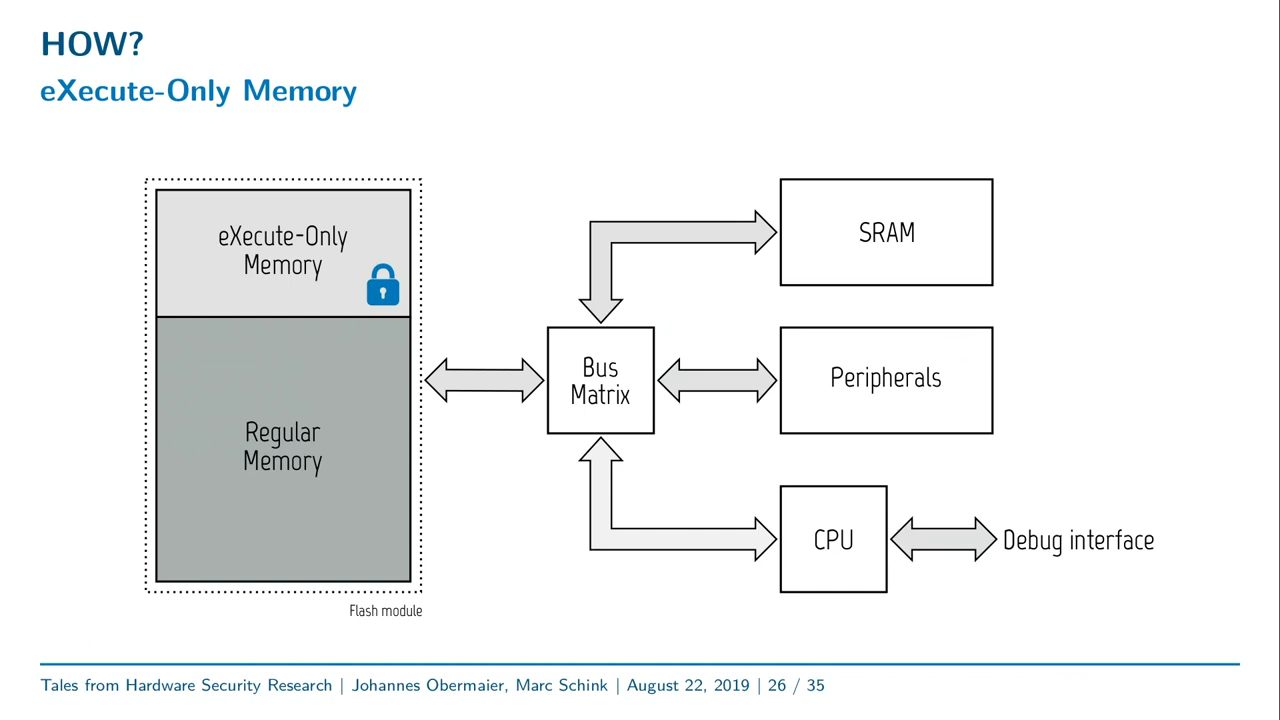 HOW?
eXecute-Only Memory
eXecute-Only
Memory
Regular
Memory
Flash module
Bus
Matrix
SRAM
Peripherals
CPU
Debug interface
Tales from Hardware Security Research | Johannes Obermaier, Marc Schink | August 22, 2019 | 26 / 35